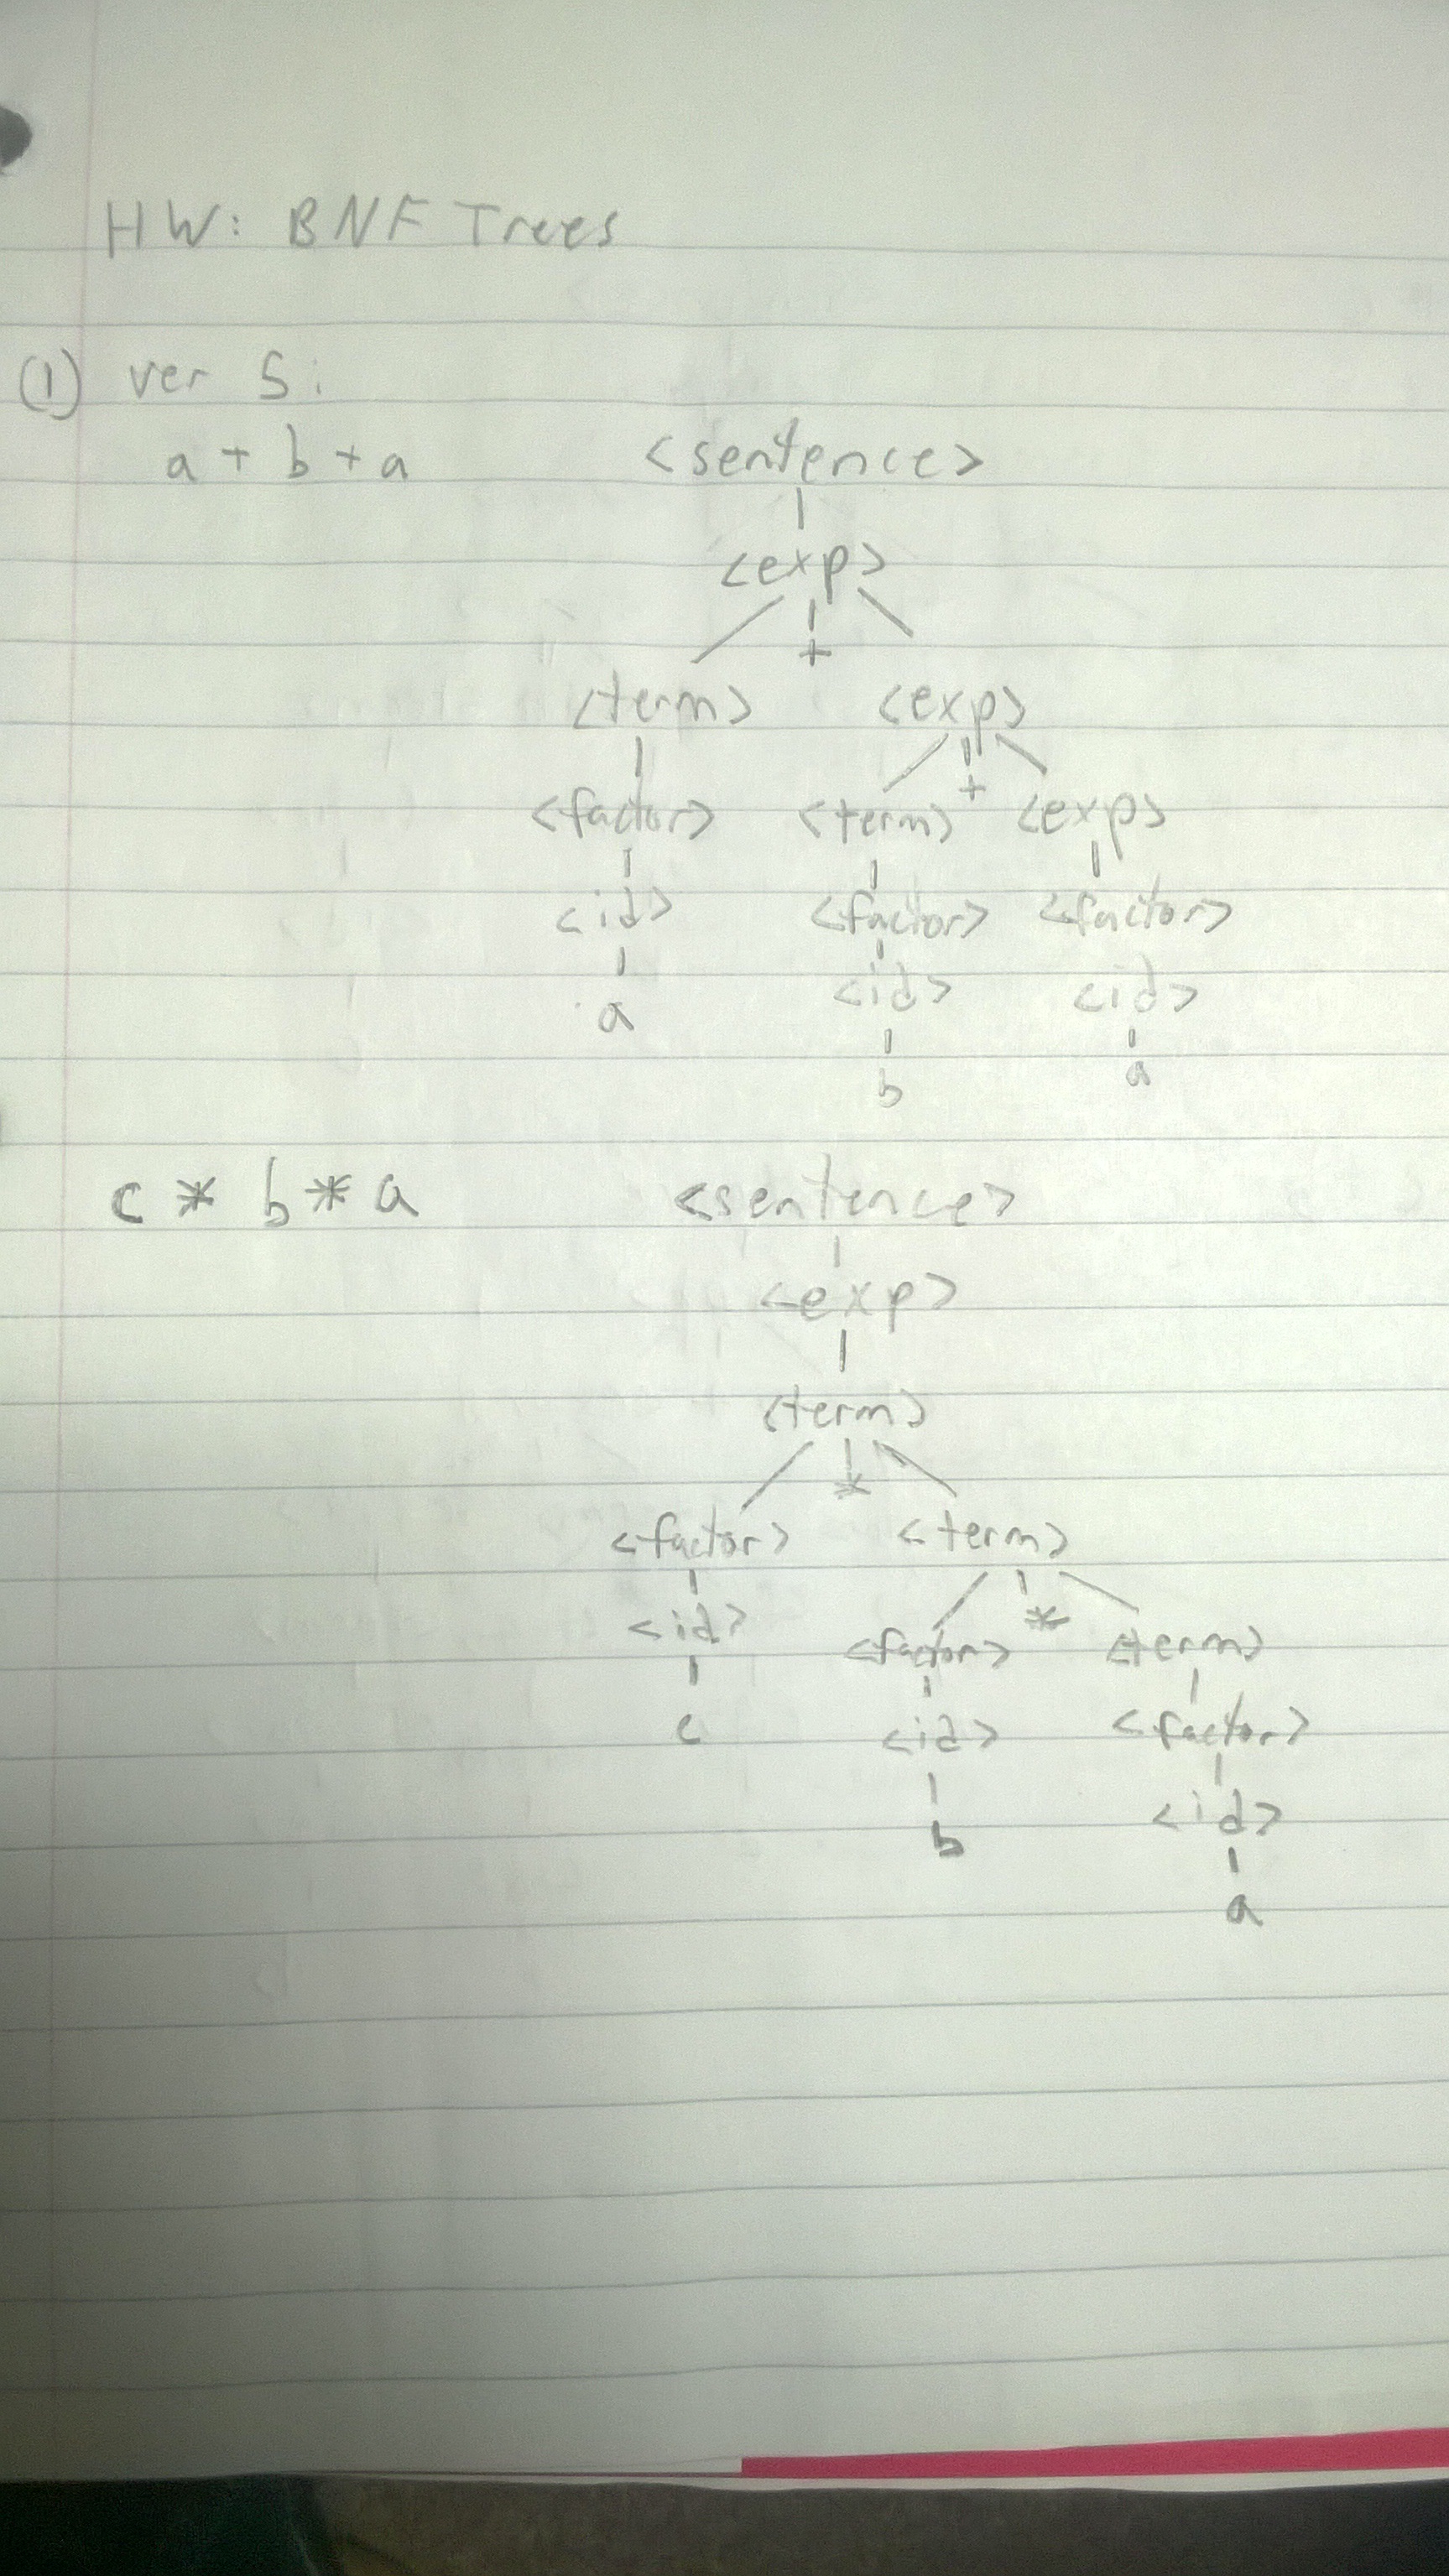 HW: BNF Trees
(1) ver 5:
a + b + a <sentence>
<exp>
+
<term> <exp>
+
<factor> <term> <exp>
<id> <factor> <factor>
a <id> <id>
b a
c * b * a <sentence>
<exp>
<term>
*
<factor> <term>
*
<id> <factor> <term>
c <id> <factor>
b <id>
a